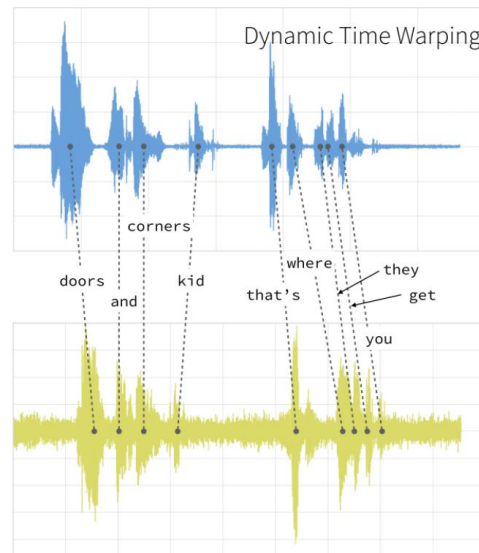 Dynamic Time Warping
corners
where
they
doors
kid
that's
get
and
you